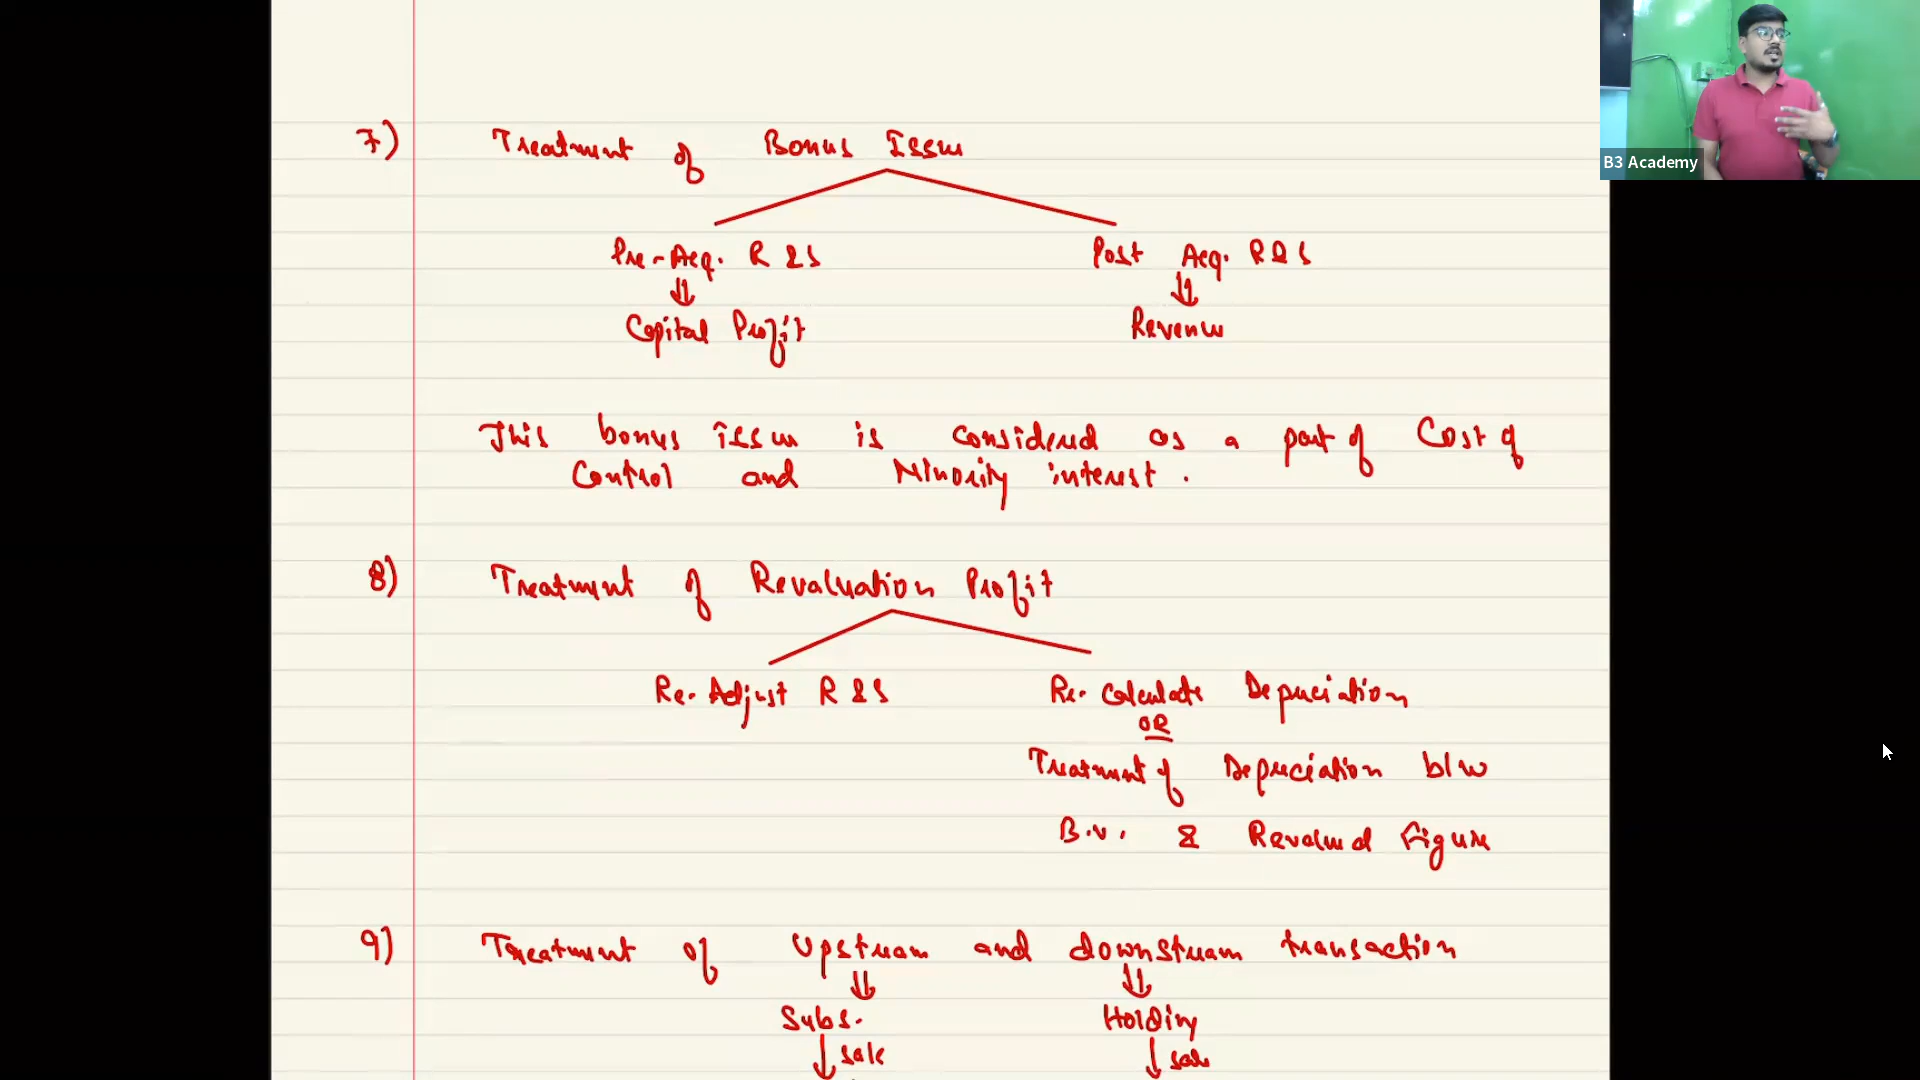 B3 Academy
7) Treatment of Bonus Issue
Pre-Acq. R & S Post Acq. R & S
Capital Profit Revenue
This bonus issue is considered as a part of Cost of
Control and Minority interest.
8) Treatment of Revaluation Profit
Re-Adjust R & S Re-Calculate Depreciation
OR
Treatment of Depreciation b/w
B.V. & Revalued Figure
9) Treatment of Upstream and downstream transaction
Subs. Holding
sale sale